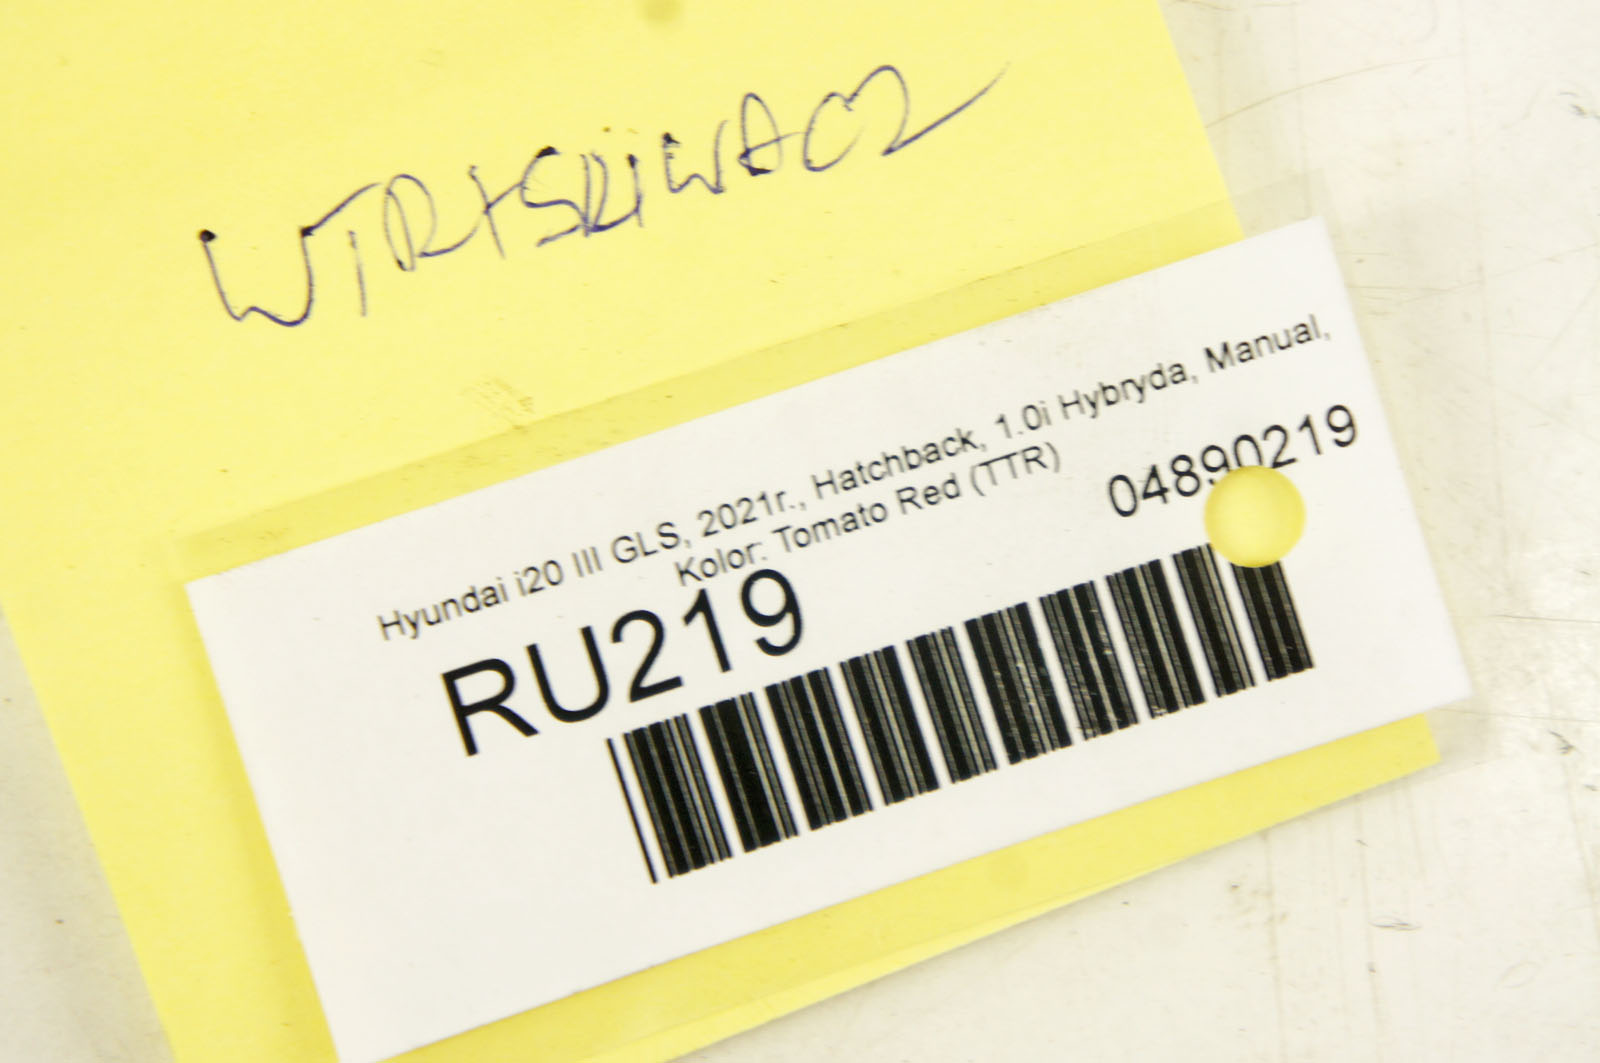 WTRYSKIWACZ
Hyundai i20 III GLS, 2021r., Hatchback, 1.0i Hybryda, Manual,
Kolor: Tomato Red (TTR)
04890219
RU219